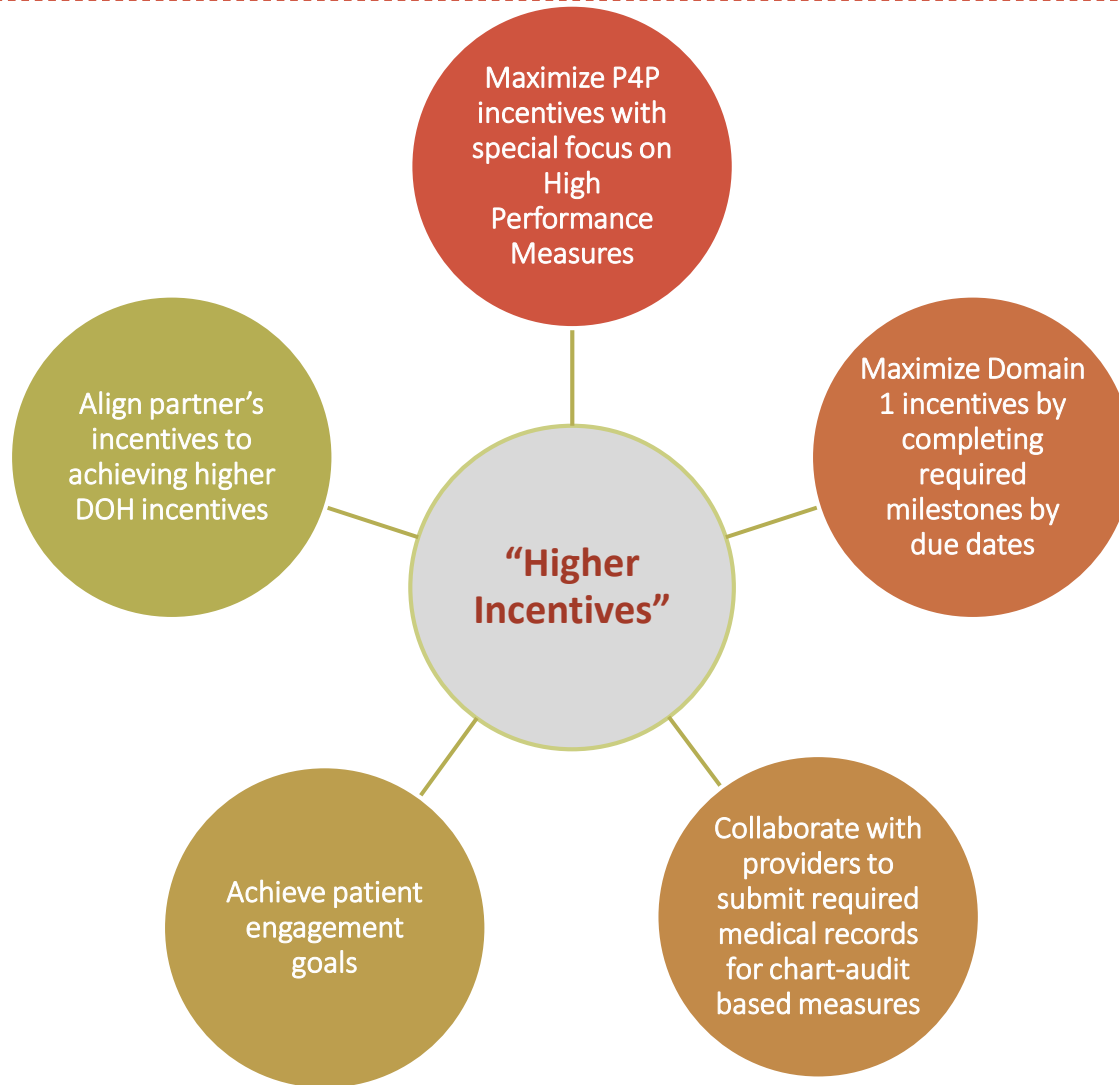 Maximize P4P
incentives with
special focus on
High
Performance
Measures
Maximize Domain
1 incentives by
completing
required
milestones by
due dates
Collaborate with
providers to
submit required
medical records
for chart-audit
based measures
Achieve patient
engagement
goals
Align partner’s
incentives to
achieving higher
DOH incentives
“Higher
Incentives”